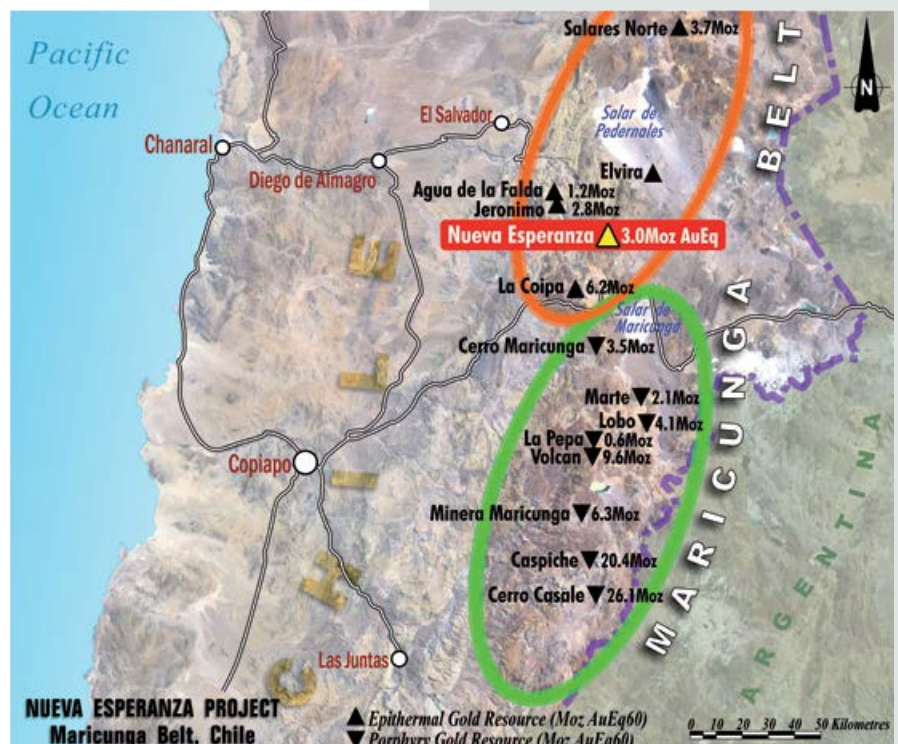 Pacific
Ocean
Salares Norte 3.7Moz
BELT
N
El Salvador
Salar de
Pedernales
Chanaral
Diego de Almagro
Elvira
Agua de la Falda 1.2Moz
Jeronimo 2.8Moz
Nueva Esperanza 3.0Moz AuEq
La Coipa 6.2Moz
Salar de
Maricunga
Cerro Maricunga 3.5Moz
Marte 2.1Moz
Lobo 4.1Moz
La Pepa 0.6Moz
Volcan 9.6Moz
Copiapo
Minera Maricunga 6.3Moz
MARICUNGA
Caspiche 20.4Moz
Cerro Casale 26.1Moz
CHILE
ARGENTINA
Las Juntas
NUEVA ESPERANZA PROJECT
Maricunga Belt, Chile
Epithermal Gold Resource (Moz AuEq60)
Porphyry Gold Resource (Moz AuEq60)
0 10 20 30 40 50 Kilometres